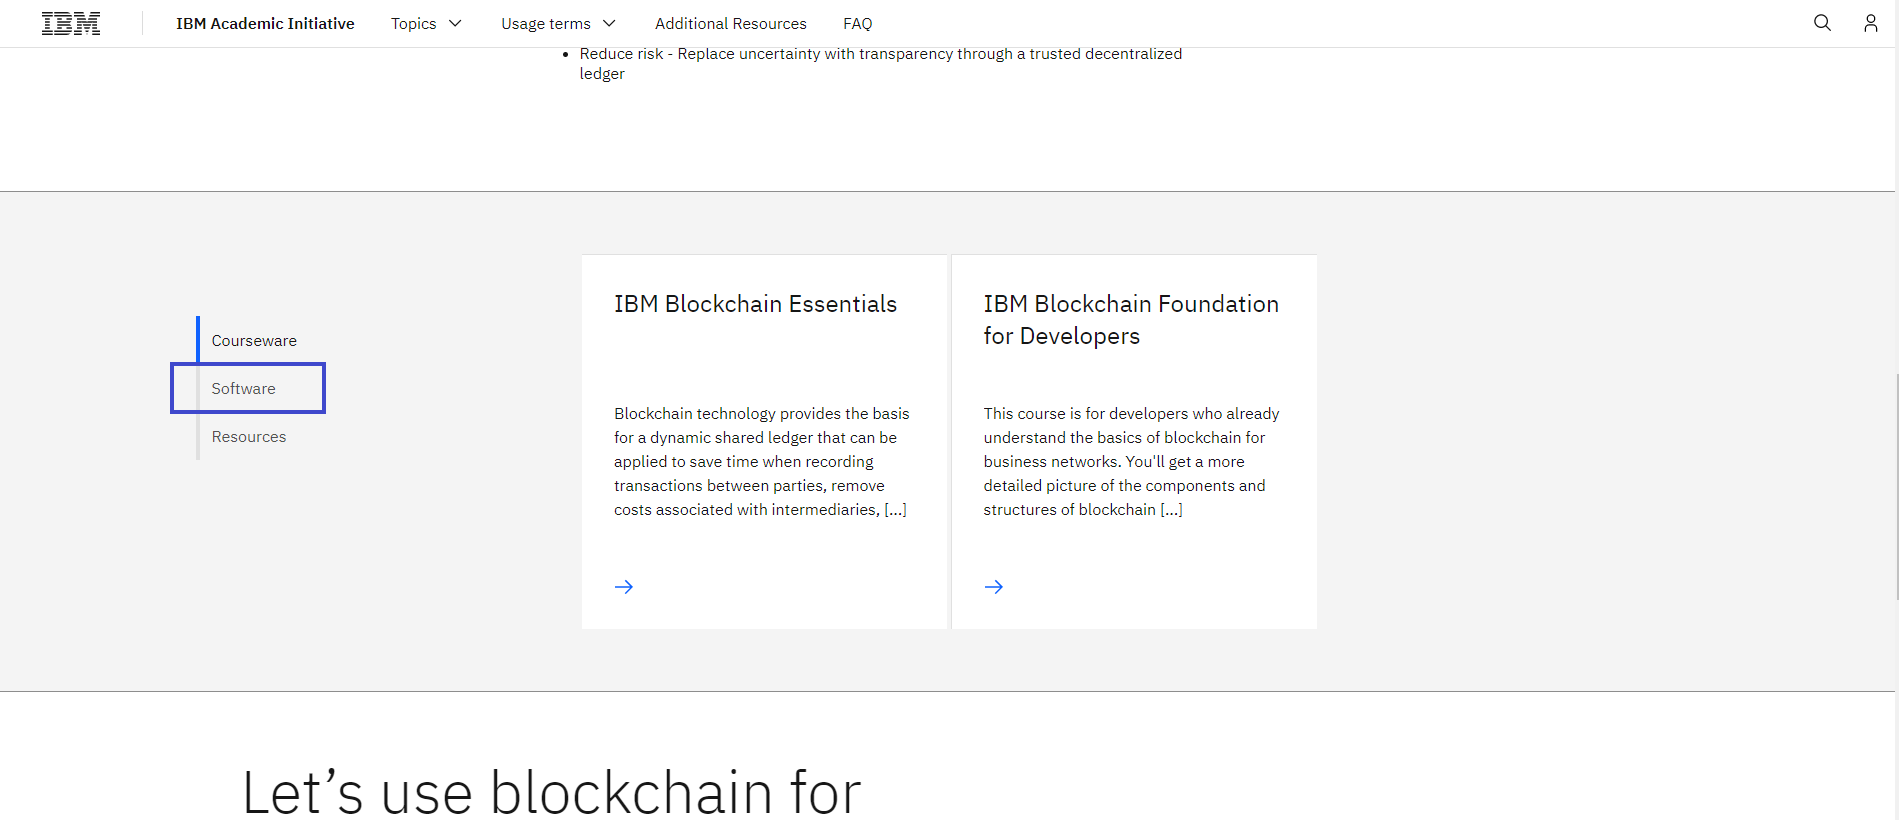 IBM IBM Academic Initiative Topics Usage terms Additional Resources FAQ
Reduce risk - Replace uncertainty with transparency through a trusted decentralized
ledger
Courseware
Software
Resources
IBM Blockchain Essentials
Blockchain technology provides the basis
for a dynamic shared ledger that can be
applied to save time when recording
transactions between parties, remove
costs associated with intermediaries, [...]
IBM Blockchain Foundation
for Developers
This course is for developers who already
understand the basics of blockchain for
business networks. You'll get a more
detailed picture of the components and
structures of blockchain [...]
Let’s use blockchain for